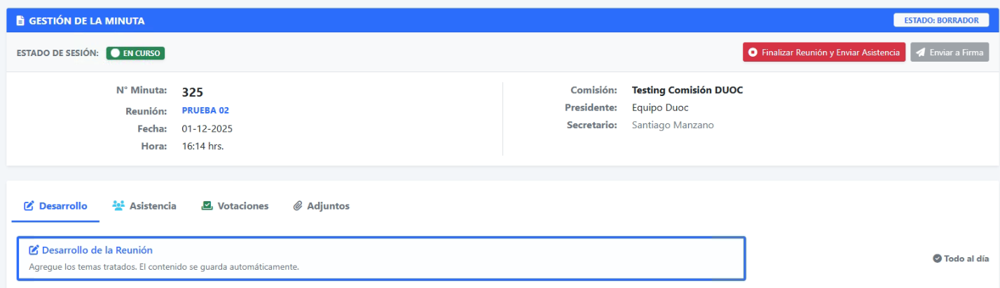 GESTIÓN DE LA MINUTA
ESTADO: BORRADOR
ESTADO DE SESIÓN: EN CURSO
Finalizar Reunión y Enviar Asistencia
Enviar a Firma
N° Minuta: 325
Reunión: PRUEBA 02
Fecha: 01-12-2025
Hora: 16:14 hrs.
Comisión: Testing Comisión DUOC
Presidente: Equipo Duoc
Secretario: Santiago Manzano
Desarrollo Asistencia Votaciones Adjuntos
Desarrollo de la Reunión
Agregue los temas tratados. El contenido se guarda automáticamente.
Todo al día